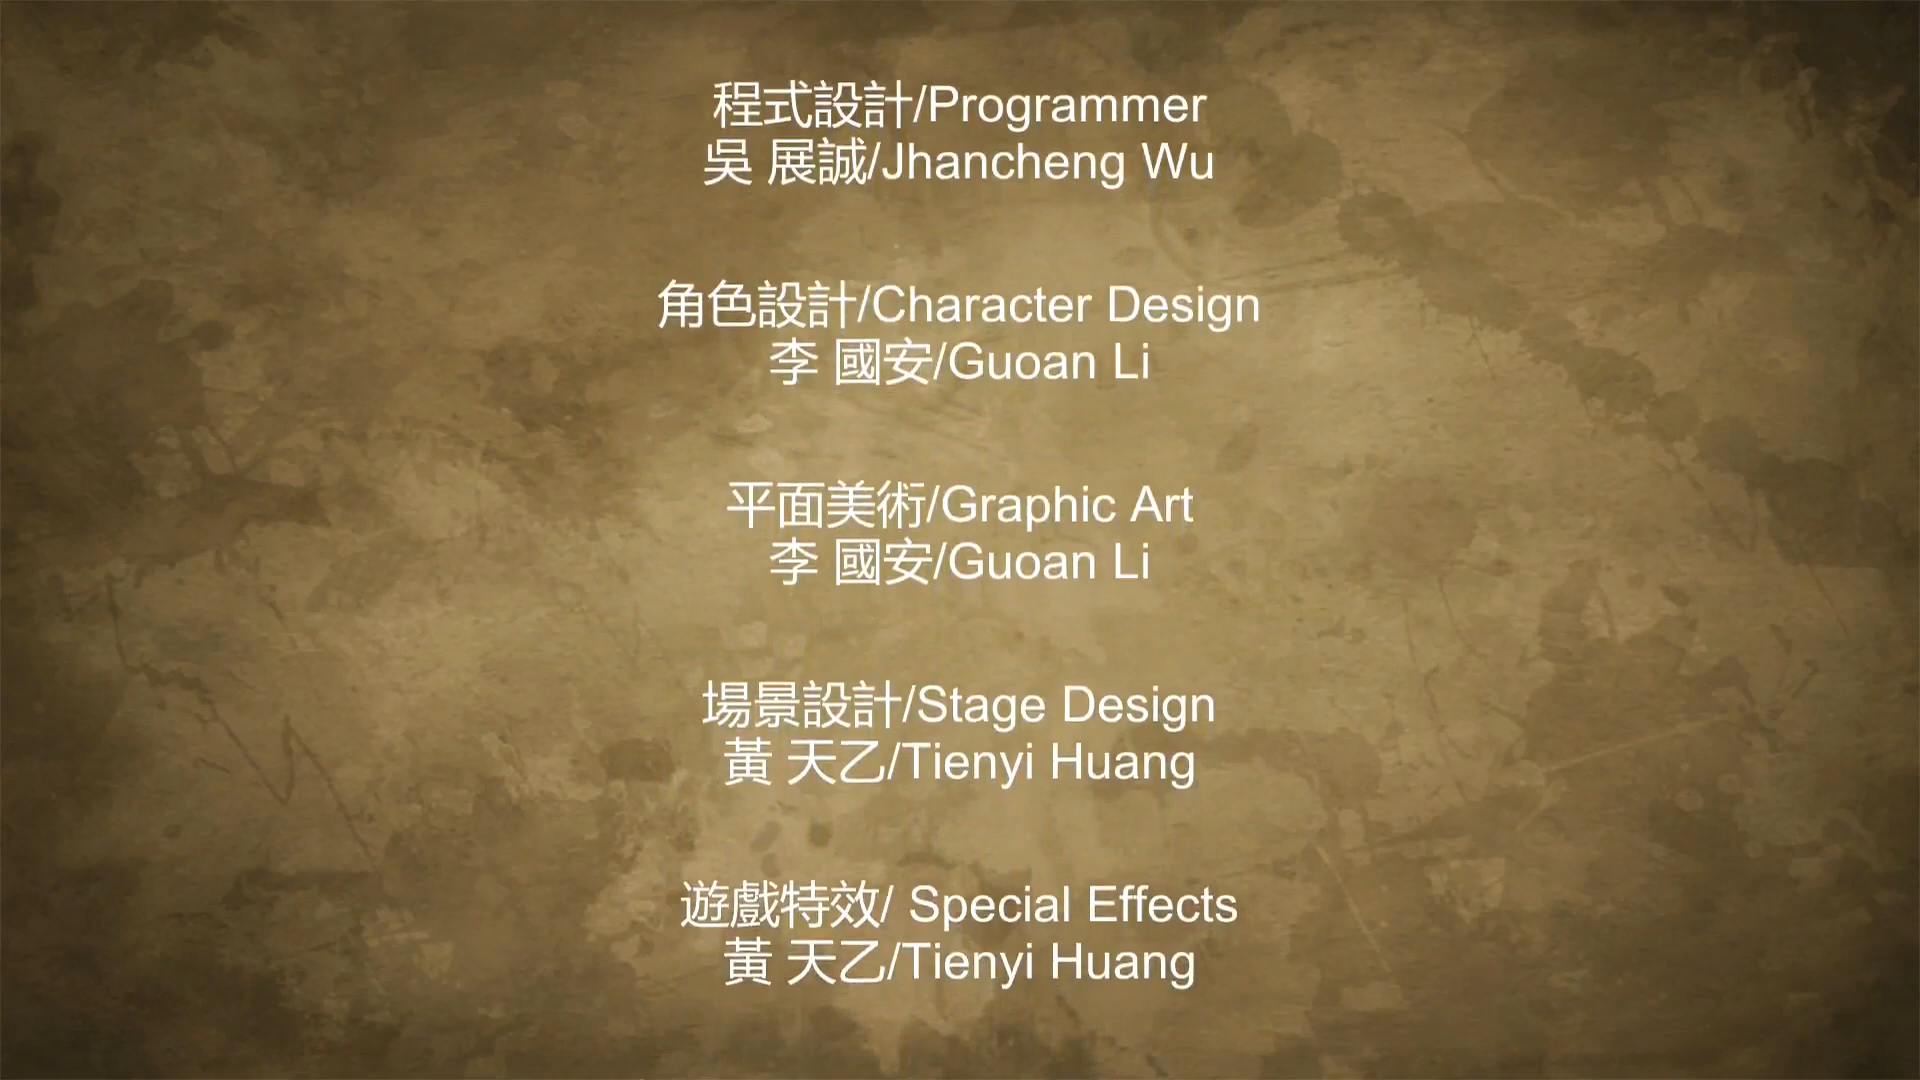 程式設計/Programmer
吳 展誠/Jhancheng Wu
角色設計/Character Design
李 國安/Guoan Li
平面美術/Graphic Art
李 國安/Guoan Li
場景設計/Stage Design
黃 天乙/Tienyi Huang
遊戲特效/ Special Effects
黃 天乙/Tienyi Huang